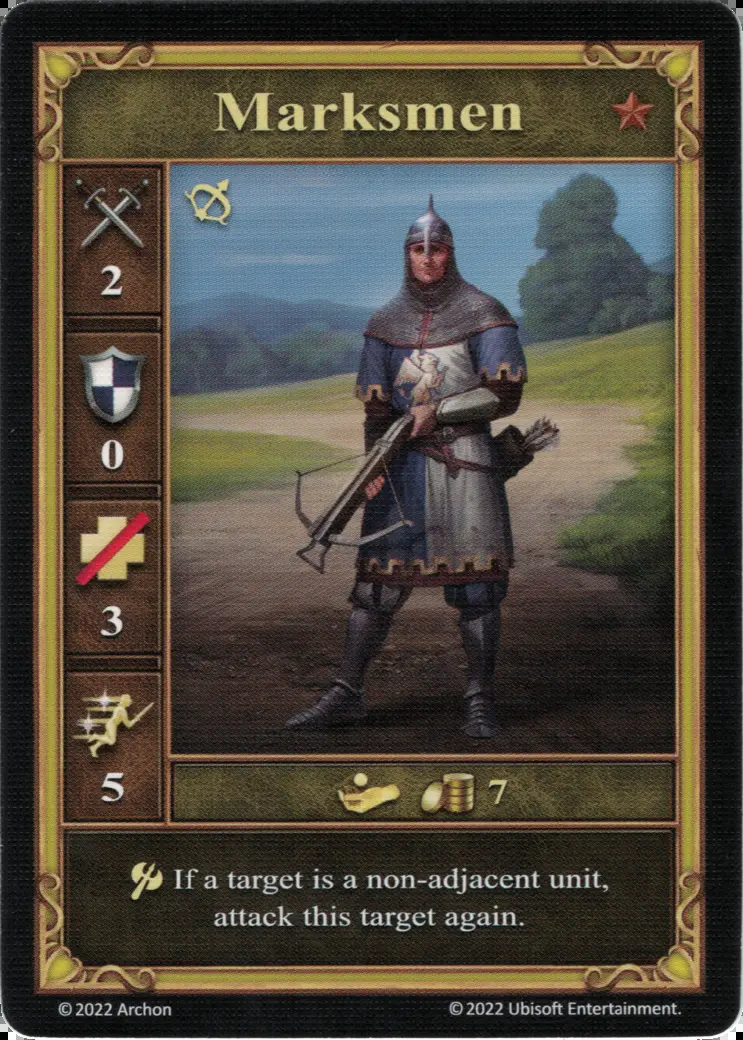 Marksmen
2
0
3
5
7
If a target is a non-adjacent unit,
attack this target again.
© 2022 Archon
© 2022 Ubisoft Entertainment.